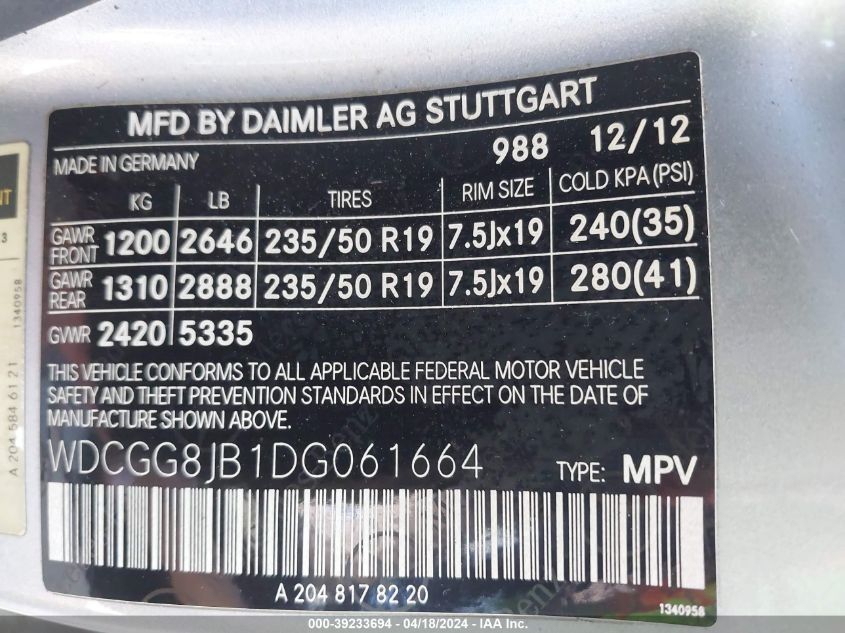 MFD BY DAIMLER AG STUTTGART
MADE IN GERMANY 988 12/12
KG LB TIRES RIM SIZE COLD KPA (PSI)
GAWR FRONT 1200 2646 235/50 R19 7.5Jx19 240(35)
GAWR REAR 1310 2888 235/50 R19 7.5Jx19 280(41)
GVWR 2420 5335
THIS VEHICLE CONFORMS TO ALL APPLICABLE FEDERAL MOTOR VEHICLE
SAFETY AND THEFT PREVENTION STANDARDS IN EFFECT ON THE DATE OF
MANUFACTURE SHOWN ABOVE.
WDCGG8JB1DG061664 TYPE: MPV
A 204 817 82 20
1340958
A 204 584 61 21 1340958
000-39233694 - 04/18/2024 - IAA Inc.